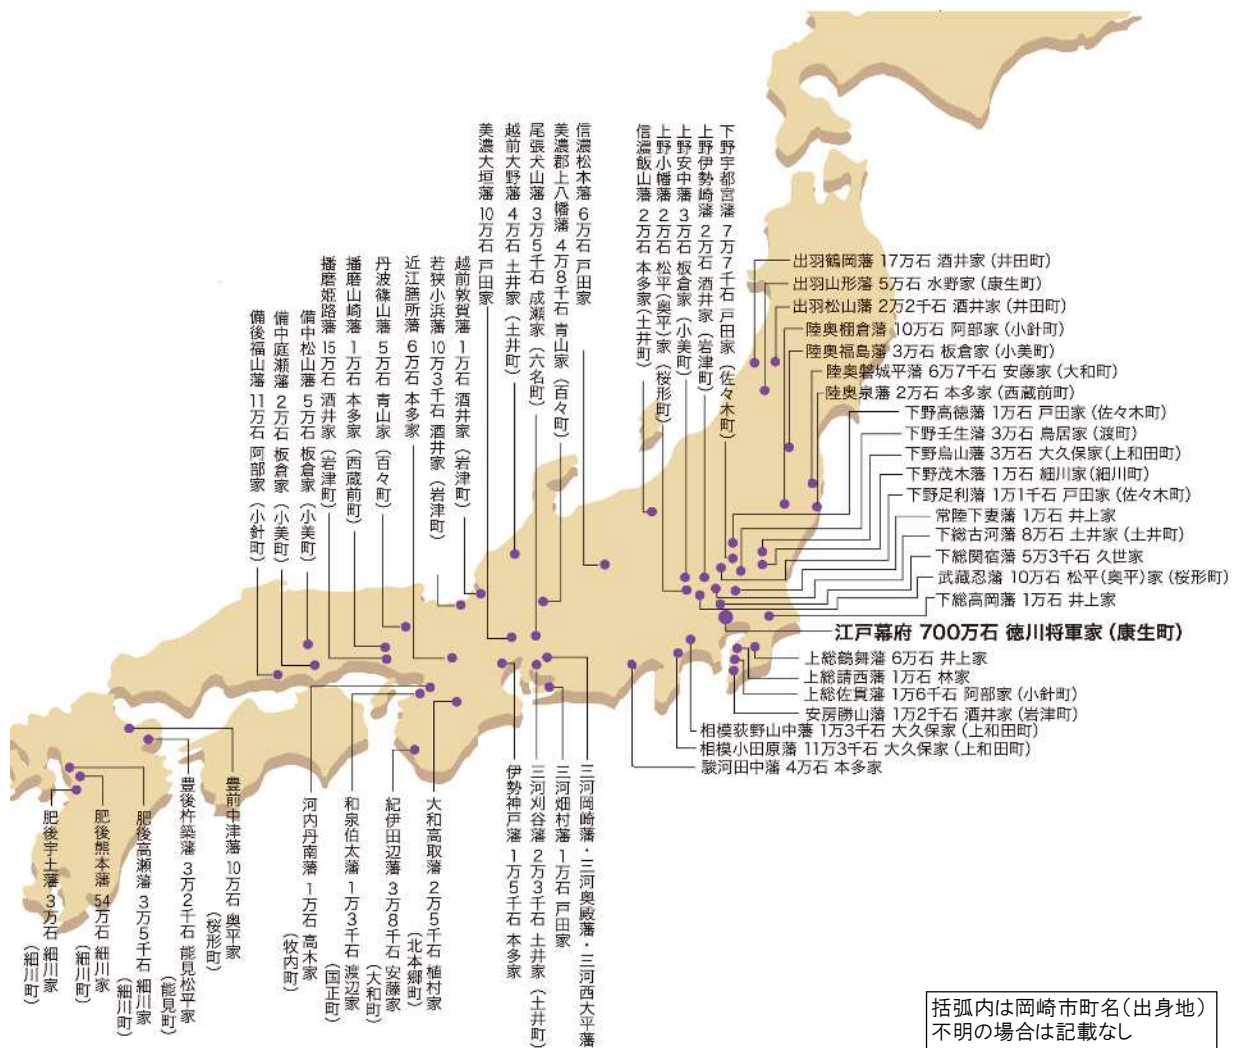 信濃松本藩 6万石 戸田家
美濃郡上八幡藩 4万8千石 青山家（百々町）
尾張犬山藩 3万5千石 成瀬家（六名町）
越前大野藩 4万石 土井家（土井町）
美濃大垣藩 10万石 戸田家
越前敦賀藩 1万石 酒井家（岩津町）
若狭小浜藩 10万3千石 酒井家（岩津町）
近江膳所藩 6万石 本多家
丹波篠山藩 5万石 青山家（百々町）
播磨山崎藩 1万石 本多家（西蔵前町）
播磨姫路藩 15万石 酒井家（岩津町）
備中松山藩 5万石 板倉家（小美町）
備中庭瀬藩 2万石 板倉家（小美町）
備後福山藩 11万石 阿部家（小針町）
下野宇都宮藩 7万7千石 戸田家（佐々木町）
上野伊勢崎藩 2万石 酒井家（岩津町）
上野安中藩 3万石 板倉家（小美町）
上野小幡藩 2万石 松平（奥平）家（桜形町）
信濃飯山藩 2万石 本多家（土井町）
出羽鶴岡藩 17万石 酒井家（井田町）
出羽山形藩 5万石 水野家（康生町）
出羽松山藩 2万2千石 酒井家（井田町）
陸奥棚倉藩 10万石 阿部家（小針町）
陸奥福島藩 3万石 板倉家（小美町）
陸奥磐城平藩 6万7千石 安藤家（大和町）
陸奥泉藩 2万石 本多家（西蔵前町）
下野高徳藩 1万石 戸田家（佐々木町）
下野壬生藩 3万石 鳥居家（渡町）
下野烏山藩 3万石 大久保家（上和田町）
下野茂木藩 1万石 細川家（細川町）
下野足利藩 1万1千石 戸田家（佐々木町）
常陸下妻藩 1万石 井上家
下総古河藩 8万石 土井家（土井町）
下総関宿藩 5万3千石 久世家
武蔵忍藩 10万石 松平（奥平）家（桜形町）
下総高岡藩 1万石 井上家
江戸幕府 700万石 徳川将軍家（康生町）
上総鶴舞藩 6万石 井上家
上総請西藩 1万石 林家
上総佐貫藩 1万6千石 阿部家（小針町）
安房勝山藩 1万2千石 酒井家（岩津町）
相模荻野山中藩 1万3千石 大久保家（上和田町）
相模小田原藩 11万3千石 大久保家（上和田町）
駿河田中藩 4万石 本多家
三河岡崎藩・三河奥殿藩・三河西大平藩
三河畑村藩 1万石 戸田家
三河刈谷藩 2万3千石 土井家（土井町）
伊勢神戸藩 1万5千石 本多家
大和高取藩 2万5千石 植村家（北本郷町）
紀伊田辺藩 3万8千石 安藤家（大和町）
和泉伯太藩 1万3千石 渡辺家（国正町）
河内丹南藩 1万石 高木家（牧内町）
豊前中津藩 10万石 奥平家（桜形町）
豊後杵築藩 3万2千石 能見松平家（能見町）
肥後高瀬藩 3万5千石 細川家（細川町）
肥後熊本藩 54万石 細川家（細川町）
肥後宇土藩 3万石 細川家（細川町）
括弧内は岡崎市町名（出身地）
不明の場合は記載なし